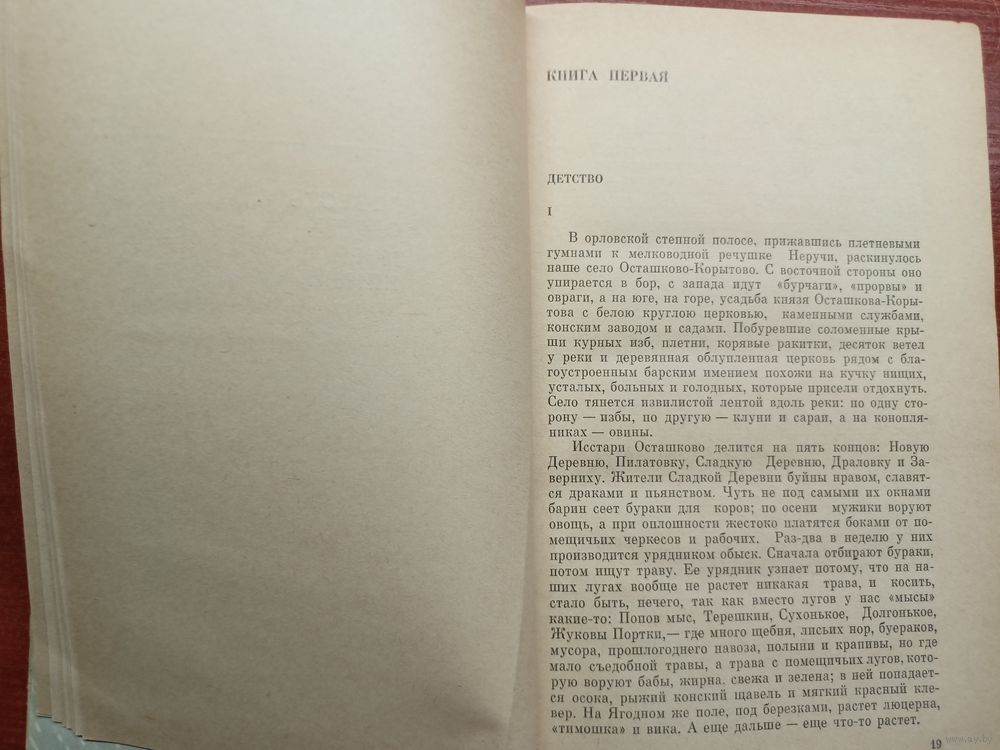 КНИГА ПЕРВАЯ
ДЕТСТВО
I
В орловской степной полосе, прижавшись плетневыми
гумнами к мелководной речушке Неручи, раскинулось
наше село Осташково-Корытово. С восточной стороны оно
упирается в бор, с запада идут «бурчаги», «прорвы» и
овраги, а на юге, на горе, усадьба князя Осташкова-Коры-
това с белою круглою церковью, каменными службами,
конским заводом и садами. Побуревшие соломенные кры-
ши курных изб, плетни, корявые ракитки, десяток ветел
у реки и деревянная облупленная церковь рядом с бла-
гоустроенным барским имением похожи на кучку нищих,
усталых, больных и голодных, которые присели отдохнуть.
Село тянется извилистой лентой вдоль реки: по одну сто-
рону — избы, по другую — клуни и сараи, а на конопля-
никах — овины.
Исстари Осташково делится на пять концов: Новую
Деревню, Пилатовку, Сладкую Деревню, Драловку и За-
верниху. Жители Сладкой Деревни буйны нравом, славят-
ся драками и пьянством. Чуть не под самыми их окнами
барин сеет бураки для коров; по осени мужики воруют
овощь, а при оплошности жестоко платятся боками от по-
мещичьих черкесов и рабочих. Раз-два в неделю у них
производится урядником обыск. Сначала отбирают бураки,
потом ищут траву. Ее урядник узнает потому, что на на-
ших лугах вообще не растет никакая трава, и косить,
стало быть, нечего, так как вместо лугов у нас «мысы»
какие-то: Попов мыс, Терешкин, Сухонькое, Долгонькое,
Жуковы Портки,— где много щебня, лисьих нор, буераков,
мусора, прошлогоднего навоза, полыни и крапивы, но где
мало съедобной травы, а трава с помещичьих лугов, кото-
рую воруют бабы, жирна. свежа и зелена; в ней попадает-
ся осока, рыжий конский щавель и мягкий красный кле-
вер. На Ягодном же поле, под березками, растет люцерна,
«тимошка» и вика. А еще дальше — еще что-то растет.
19
www.ay.by